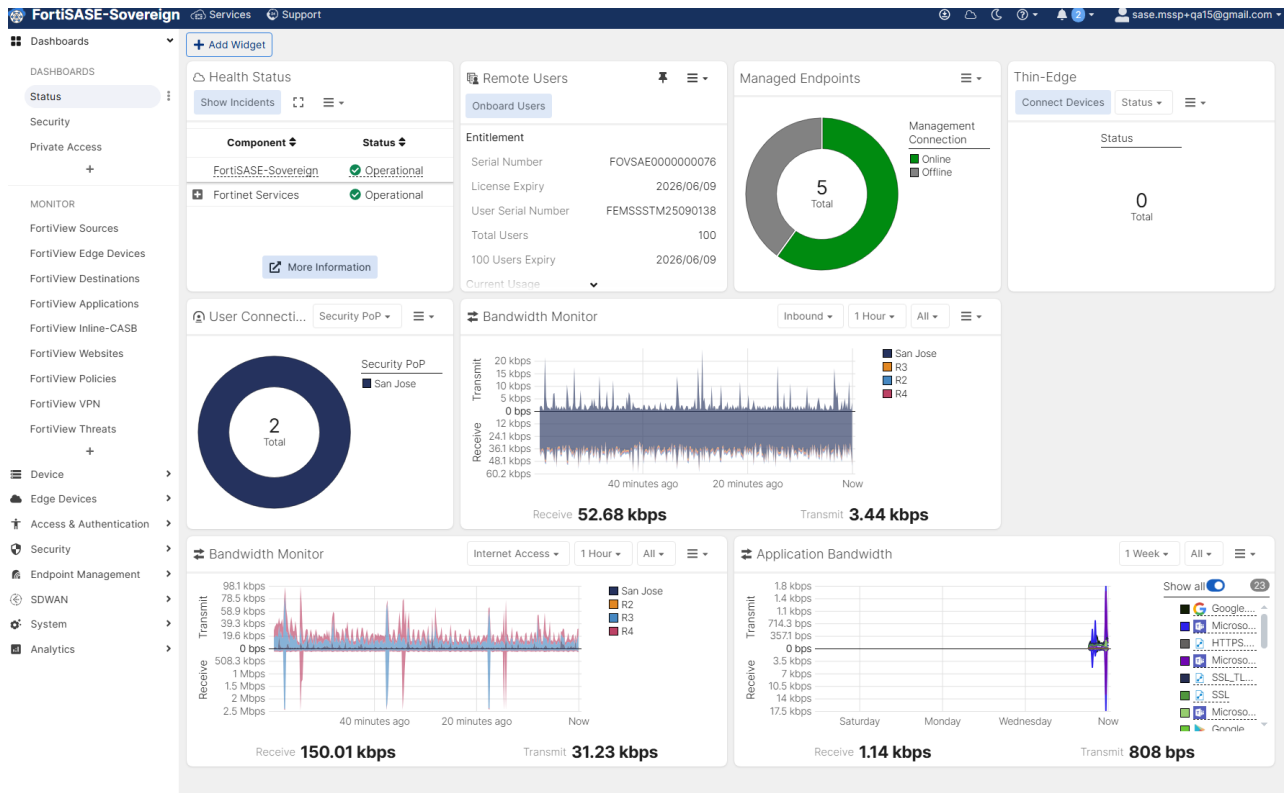 FortiSASE-Sovereign
Services
Support
2
sase.mssp+qa15@gmail.com
Dashboards
DASHBOARDS
Status
Security
Private Access
+
MONITOR
FortiView Sources
FortiView Edge Devices
FortiView Destinations
FortiView Applications
FortiView Inline-CASB
FortiView Websites
FortiView Policies
FortiView VPN
FortiView Threats
+
Device
Edge Devices
Access & Authentication
Security
Endpoint Management
SDWAN
System
Analytics
+ Add Widget
Health Status
Show Incidents
Component Status
FortiSASE-Sovereign Operational
Fortinet Services Operational
More Information
Remote Users
Onboard Users
Entitlement
Serial Number FOVSAE0000000076
License Expiry 2026/06/09
User Serial Number FEMSSSTM25090138
Total Users 100
100 Users Expiry 2026/06/09
Current Usage
Managed Endpoints
5
Total
Management
Connection
Online
Offline
Thin-Edge
Connect Devices Status
Status
0
Total
User Connecti... Security PoP
2
Total
Security PoP
San Jose
Bandwidth Monitor Inbound 1 Hour All
Transmit
20 kbps
15 kbps
10 kbps
5 kbps
0 bps
Receive
12 kbps
24.1 kbps
36.1 kbps
48.1 kbps
60.2 kbps
40 minutes ago 20 minutes ago Now
San Jose
R3
R2
R4
Receive 52.68 kbps Transmit 3.44 kbps
Bandwidth Monitor Internet Access 1 Hour All
Transmit
98.1 kbps
78.5 kbps
58.9 kbps
39.3 kbps
19.6 kbps
0 bps
Receive
508.3 kbps
1 Mbps
1.5 Mbps
2 Mbps
2.5 Mbps
40 minutes ago 20 minutes ago Now
San Jose
R2
R3
R4
Receive 150.01 kbps Transmit 31.23 kbps
Application Bandwidth 1 Week All
Transmit
1.8 kbps
1.4 kbps
1.1 kbps
714.3 bps
357.1 bps
0 bps
Receive
3.5 kbps
7 kbps
10.5 kbps
14 kbps
17.5 kbps
Saturday Monday Wednesday Now
Show all 23
Google....
Microso...
HTTPS....
Microso...
SSL_TL...
SSL
Microso...
Google
Receive 1.14 kbps Transmit 808 bps